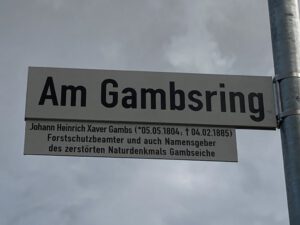 Am Gambsring
Johann Heinrich Xaver Gambs (*05.05.1804, † 04.02.1885)
Forstschutzbeamter und auch Namensgeber
des zerstörten Naturdenkmals Gambseiche